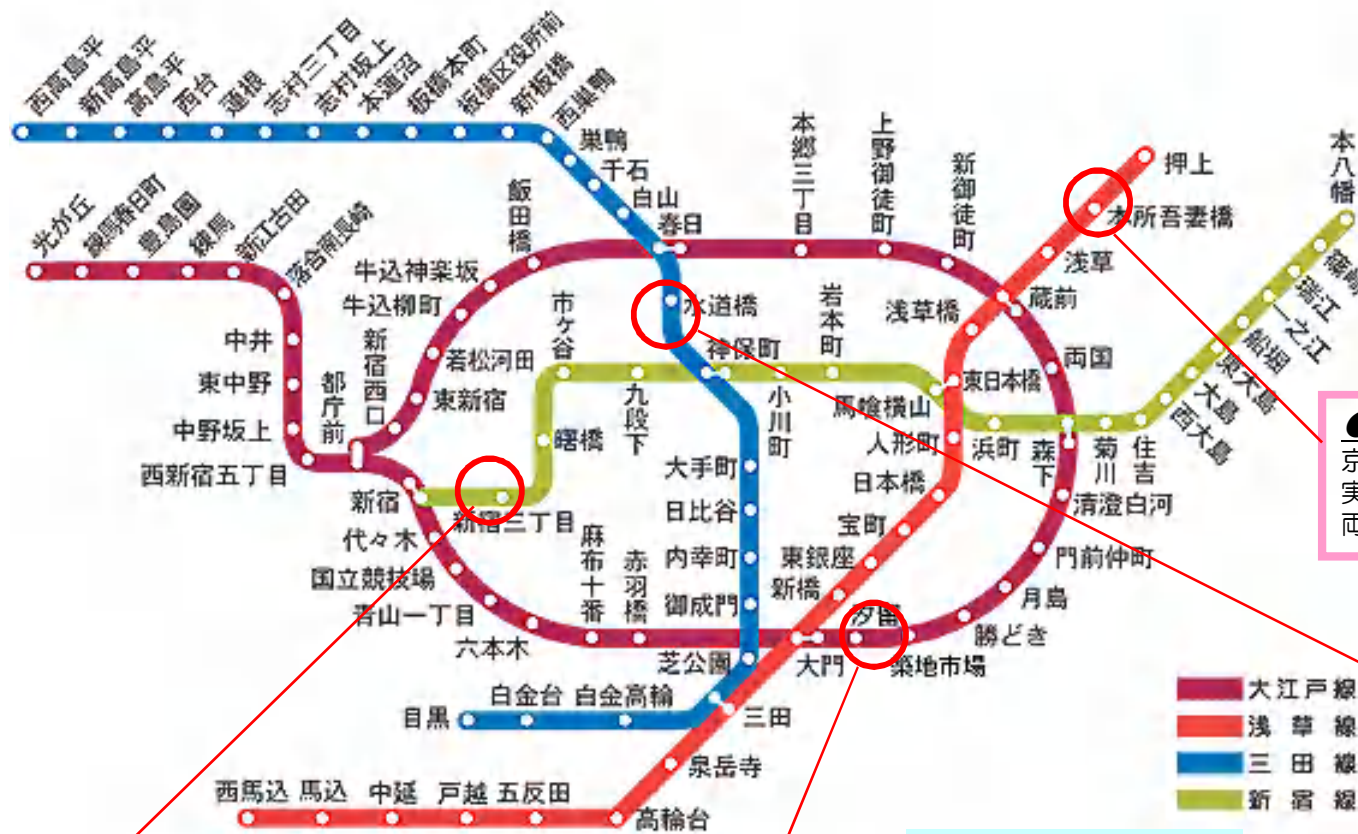 西高島平
新高島平
高島平
西台
蓮根
志村三丁目
志村坂上
本蓮沼
板橋本町
板橋区役所前
新板橋
西巣鴨
巣鴨
千石
白山
春日
水道橋
神保町
大手町
日比谷
内幸町
御成門
芝公園
三田
白金高輪
白金台
目黒
光が丘
練馬春日町
豊島園
練馬
新江古田
落合南長崎
中井
東中野
中野坂上
西新宿五丁目
都庁前
新宿西口
東新宿
若松河田
牛込柳町
牛込神楽坂
飯田橋
本郷三丁目
上野御徒町
新御徒町
蔵前
両国
森下
清澄白河
門前仲町
月島
勝どき
築地市場
汐留
大門
赤羽橋
麻布十番
六本木
青山一丁目
国立競技場
代々木
新宿
新宿三丁目
曙橋
市ヶ谷
九段下
小川町
岩本町
馬喰横山
浜町
菊川
住吉
西大島
大島
東大島
船堀
一之江
瑞江
篠崎
本八幡
押上
本所吾妻橋
浅草
浅草橋
東日本橋
人形町
日本橋
宝町
東銀座
新橋
泉岳寺
高輪台
五反田
戸越
中延
馬込
西馬込
京
実
両
大江戸線
浅草線
三田線
新宿線